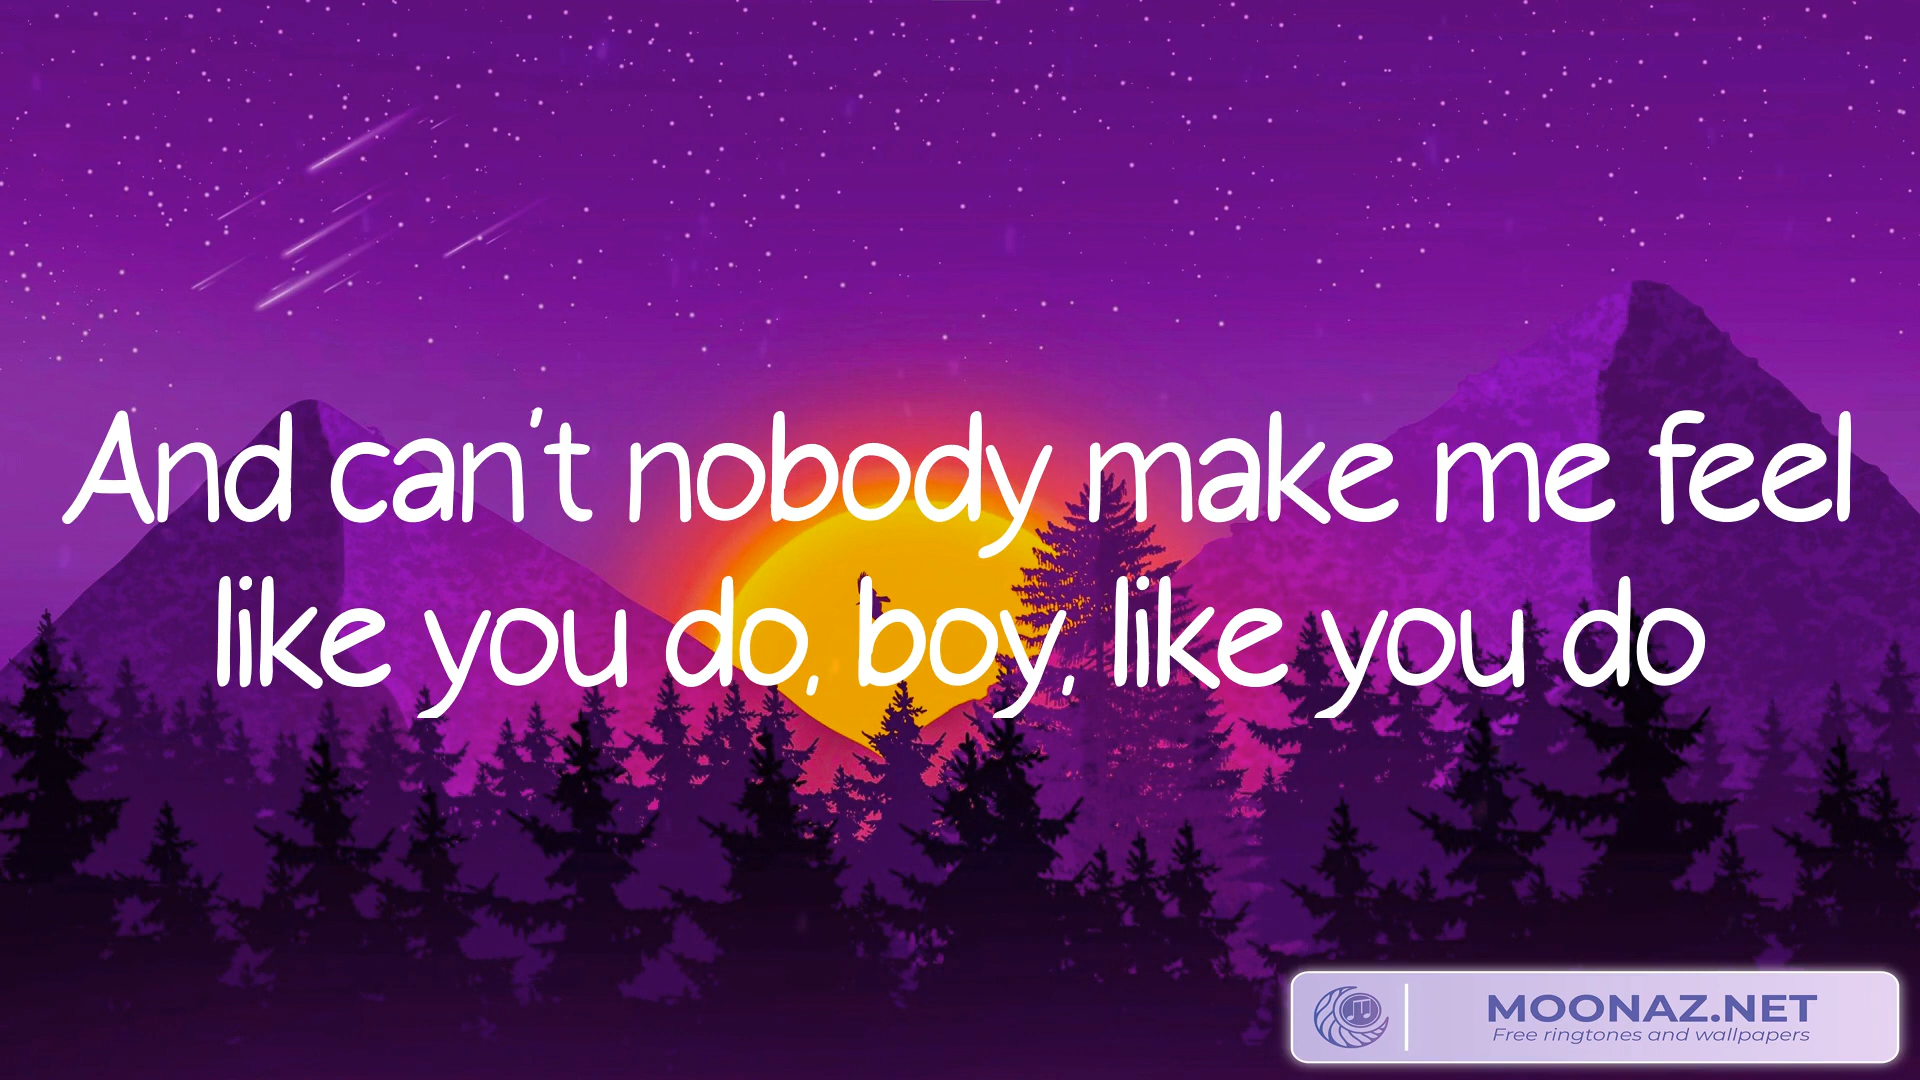 And can't nobody make me feel
like you do, boy, like you do
MOONAZ.NET
Free ringtones and wallpapers